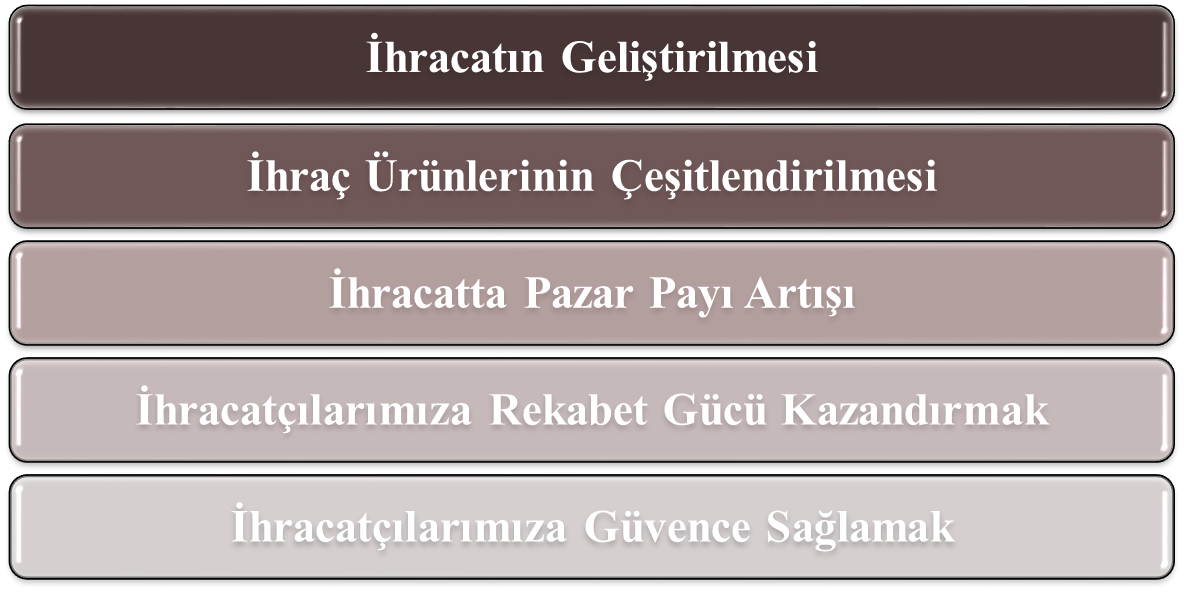 İhracatın Geliştirilmesi
İhraç Ürünlerinin Çeşitlendirilmesi
İhracatta Pazar Payı Artışı
İhracatçılarımıza Rekabet Gücü Kazandırmak
İhracatçılarımıza Güvence Sağlamak